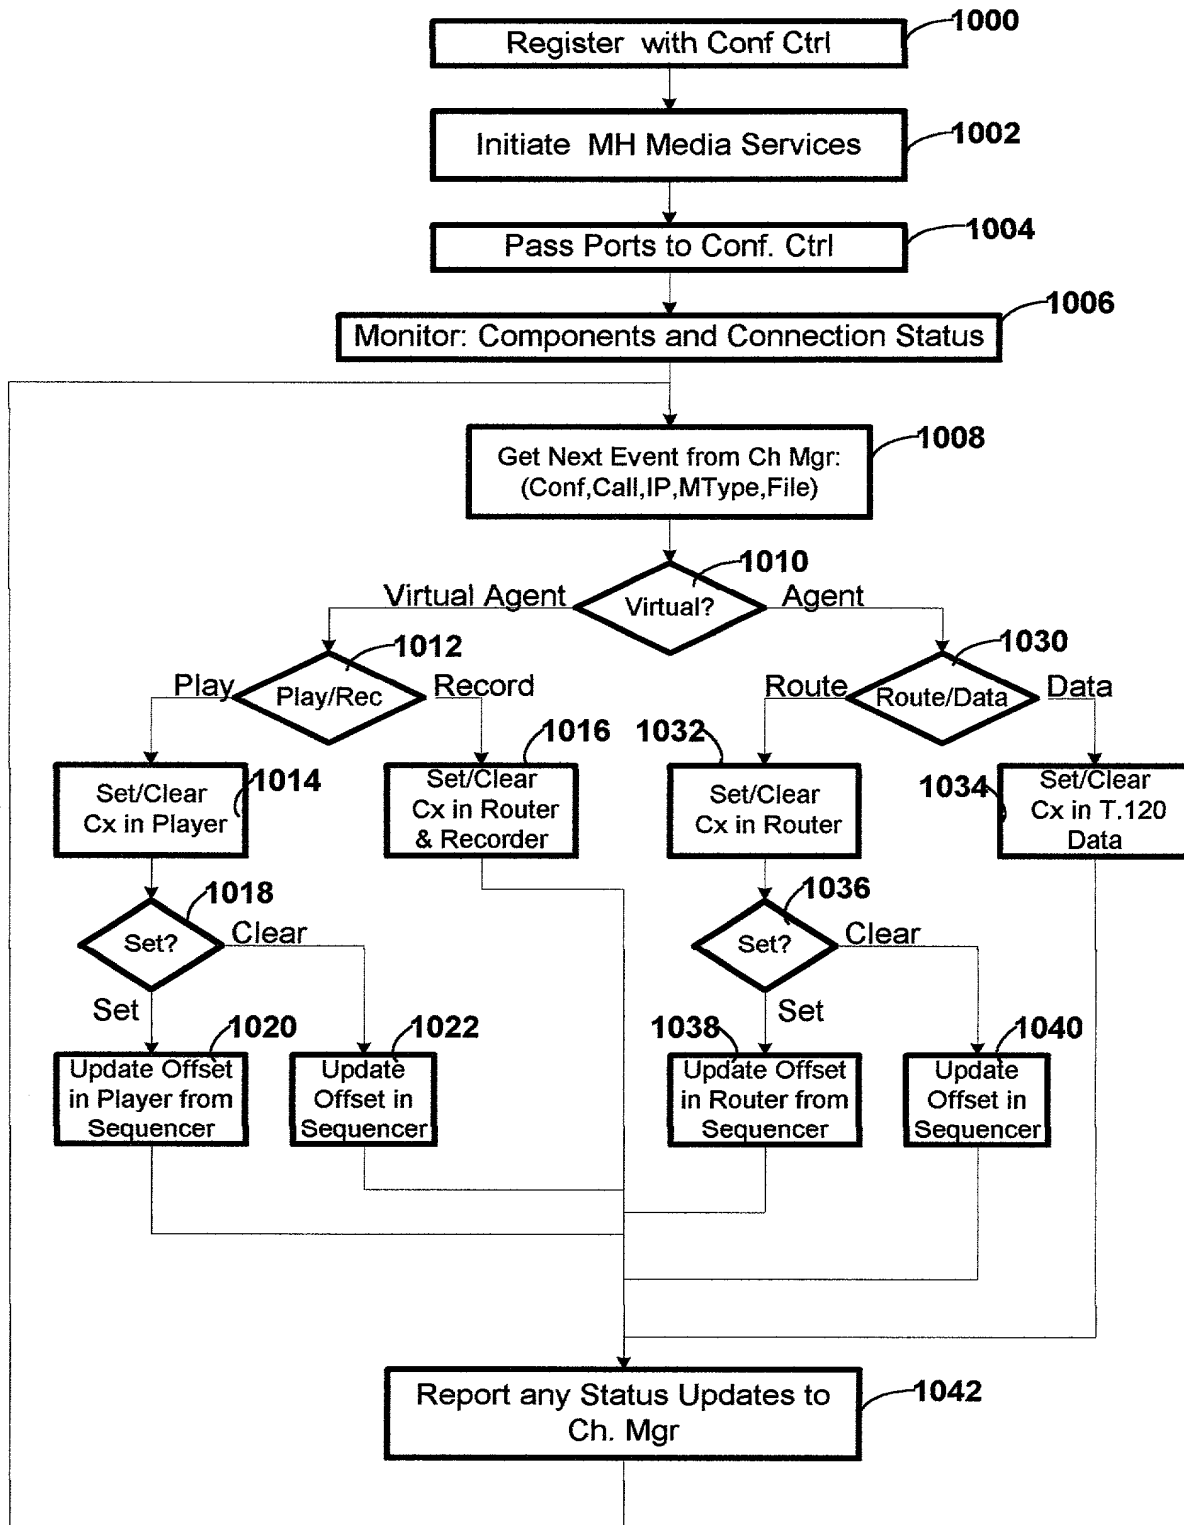 1000
Register with Conf Ctrl
1002
Initiate MH Media Services
1004
Pass Ports to Conf. Ctrl
1006
Monitor: Components and Connection Status
1008
Get Next Event from Ch Mgr:
(Conf,Call,IP,MType,File)
1010
Virtual Agent
Virtual?
Agent
1012
1030
Play
Play/Rec
Record
Route
Route/Data
Data
1014
Set/Clear
Cx in Player
1016
Set/Clear
Cx in Router
& Recorder
1032
Set/Clear
Cx in Router
1034
Set/Clear
Cx in T.120
Data
1018
Set?
Clear
Set
1036
Set?
Clear
Set
1020
Update Offset
in Player from
Sequencer
1022
Update
Offset in
Sequencer
1038
Update Offset
in Router from
Sequencer
1040
Update
Offset in
Sequencer
Report any Status Updates to
Ch. Mgr
1042